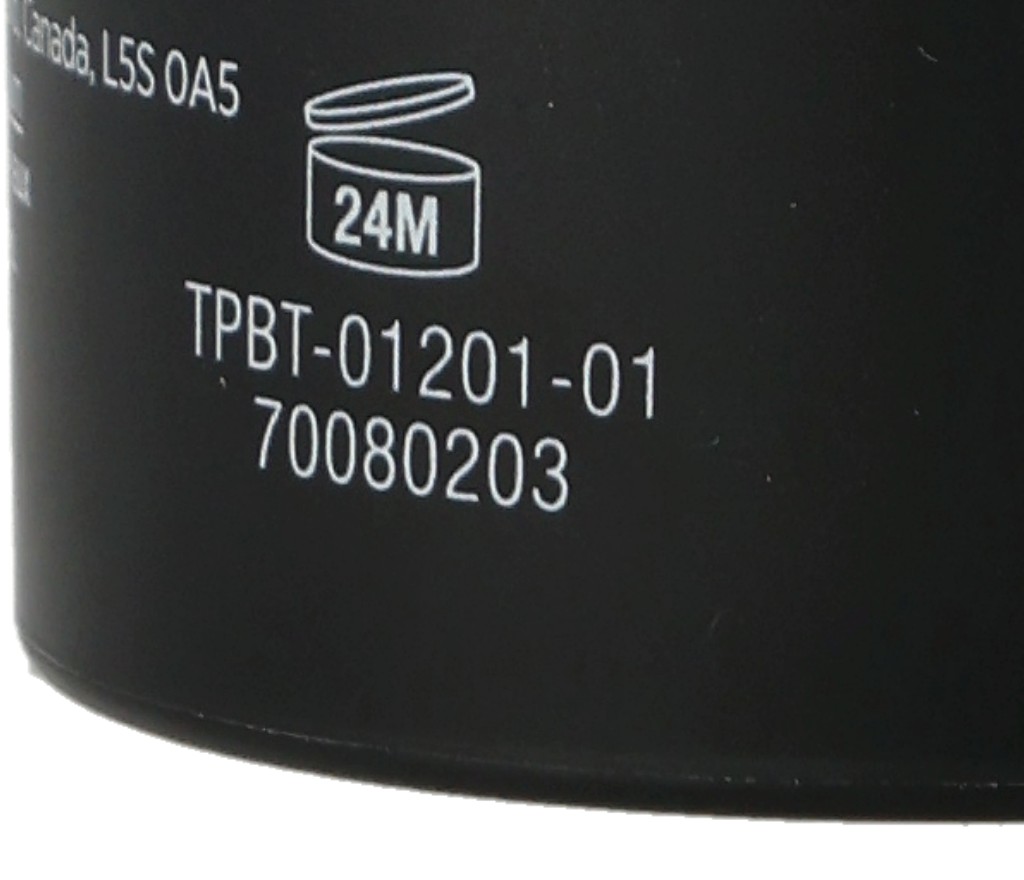 Canada, L5S 0A5
24M
TPBT-01201-01
70080203